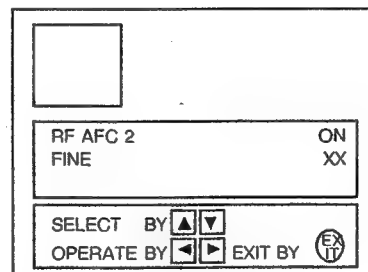 RF AFC 2 ON
FINE XX
SELECT BY ▲ ▼
OPERATE BY ◀ ▶ EXIT BY EXIT